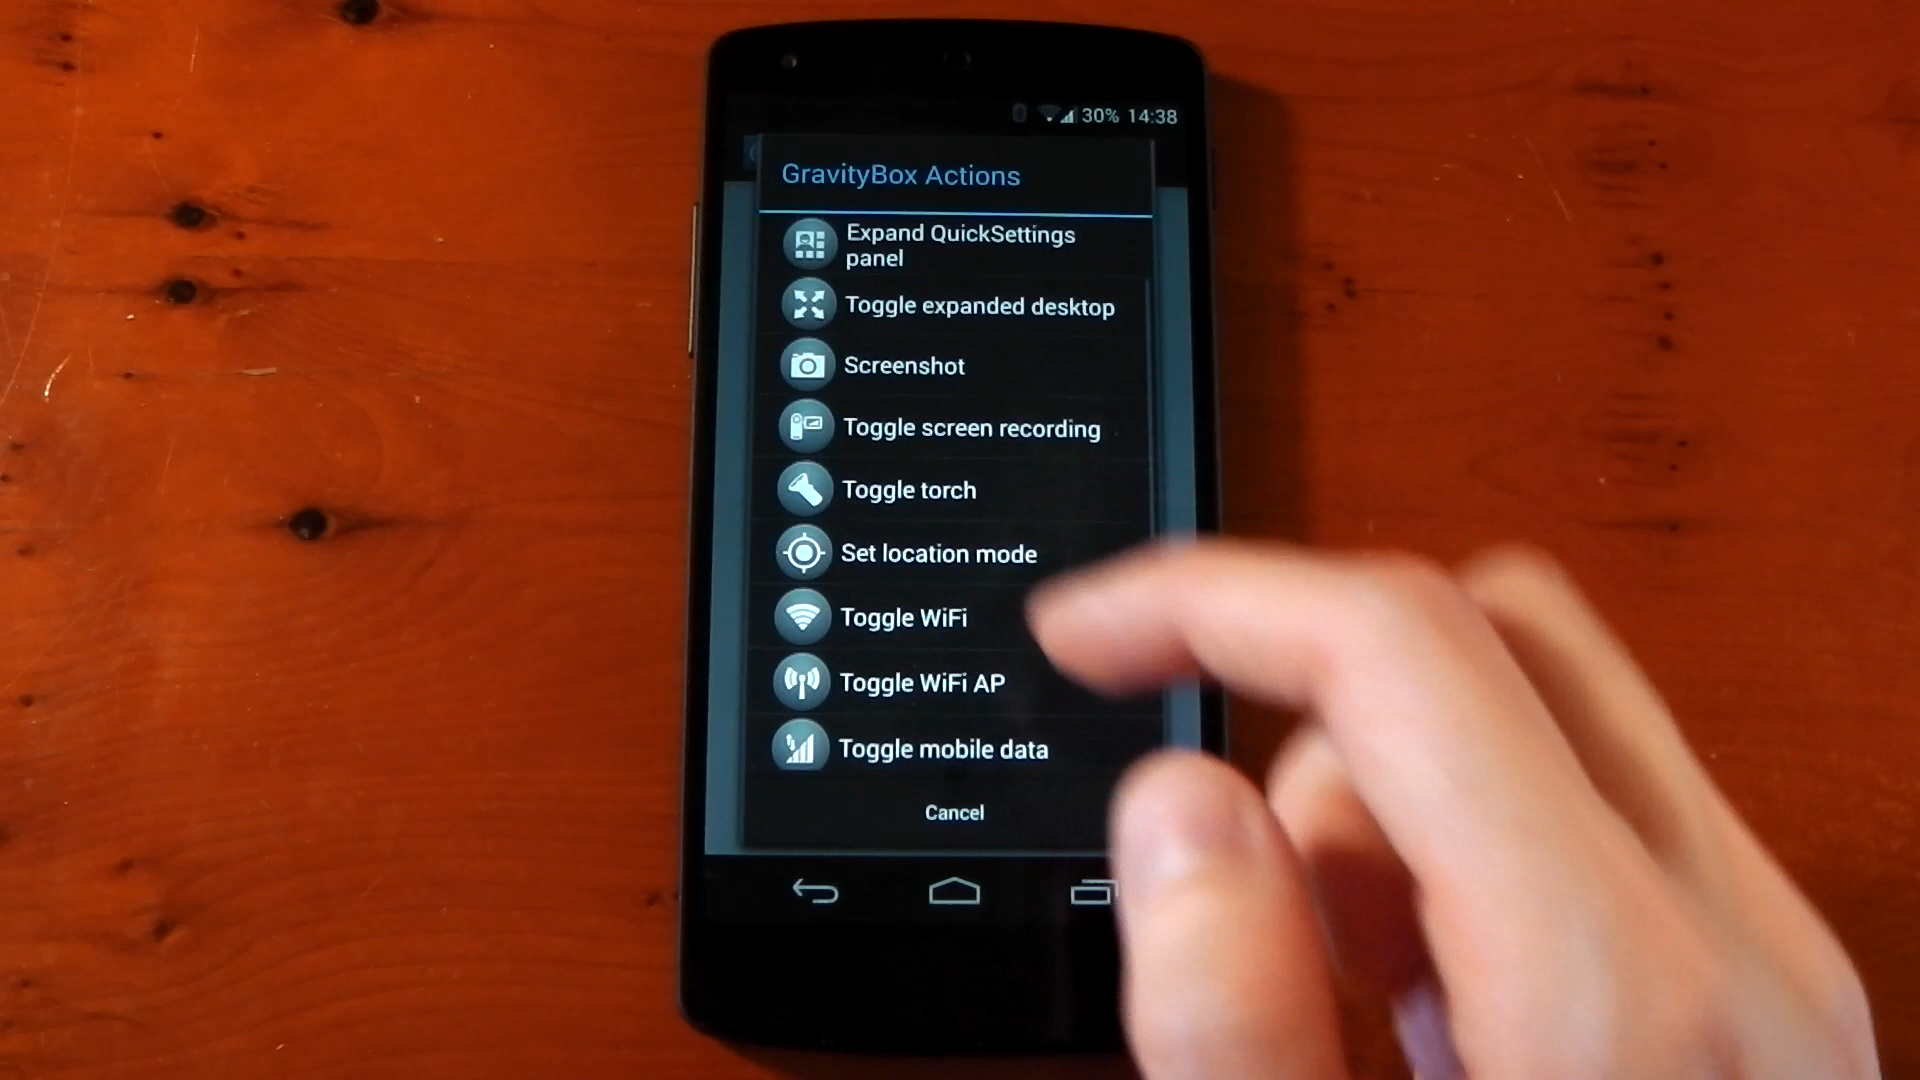 30% 14:38
GravityBox Actions
Expand QuickSettings
panel
Toggle expanded desktop
Screenshot
Toggle screen recording
Toggle torch
Set location mode
Toggle WiFi
Toggle WiFi AP
Toggle mobile data
Cancel